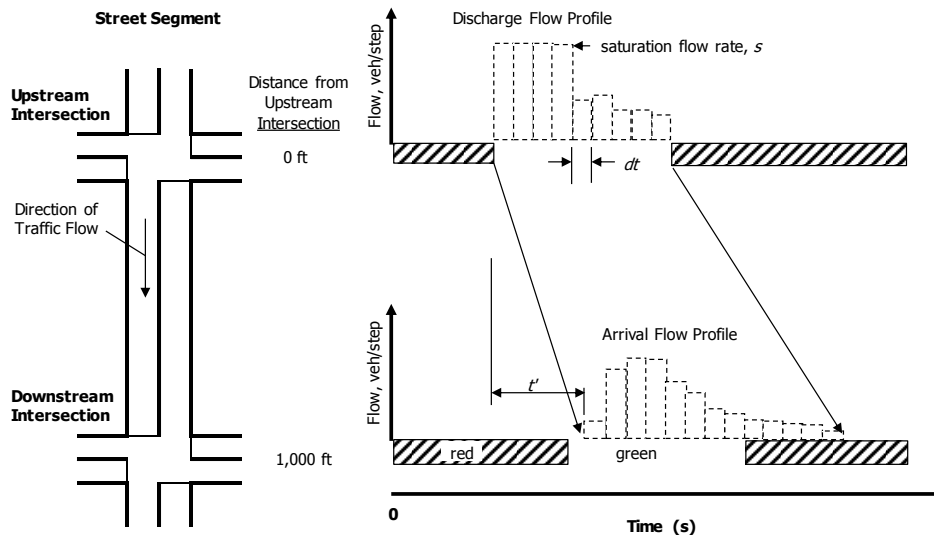 Street Segment
Upstream
Intersection
Distance from
Upstream
Intersection
0 ft
Direction of
Traffic Flow
Downstream
Intersection
1,000 ft
Discharge Flow Profile
saturation flow rate, s
Flow, veh/step
dt
Arrival Flow Profile
Flow, veh/step
t'
red
green
0
Time (s)